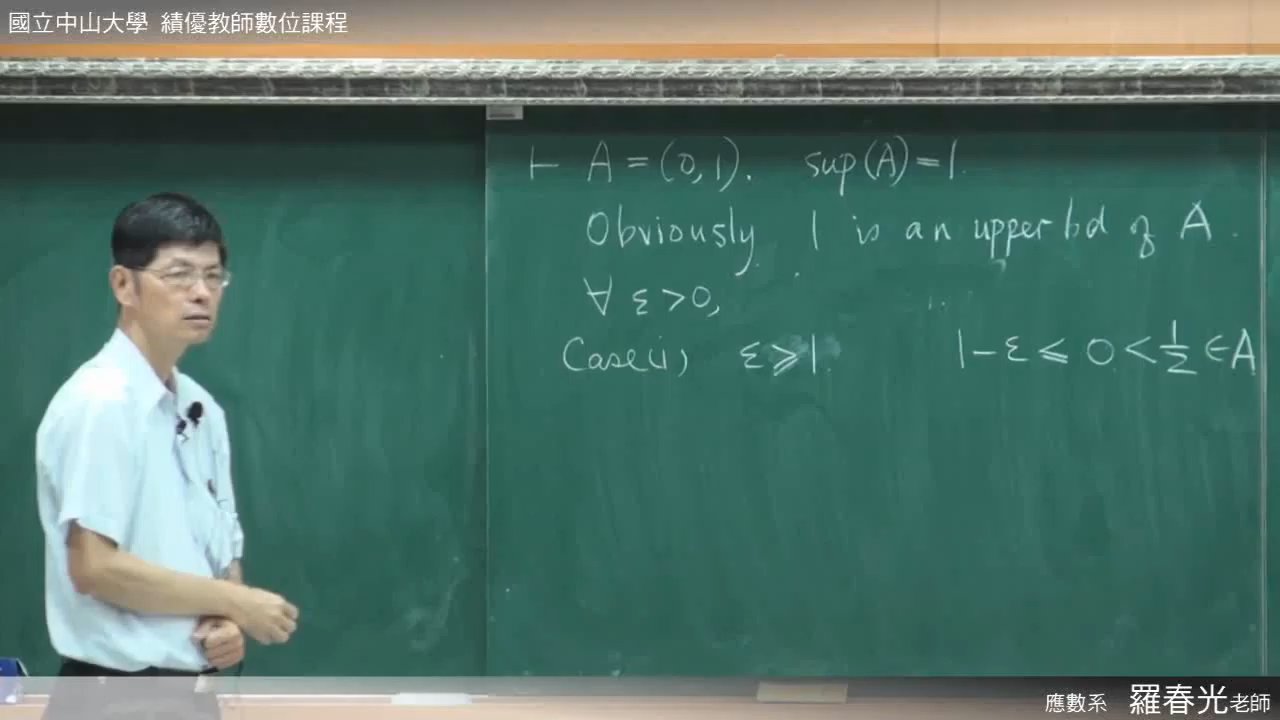 國立中山大學 績優教師數位課程
⊢ A = (0,1). sup(A) = 1.
Obviously 1 is an upper bd of A.
∀ ε > 0,
Case(i) ε ⩾ 1. 1 - ε ⩽ 0 < 1/2 ∈ A
應數系 羅春光老師